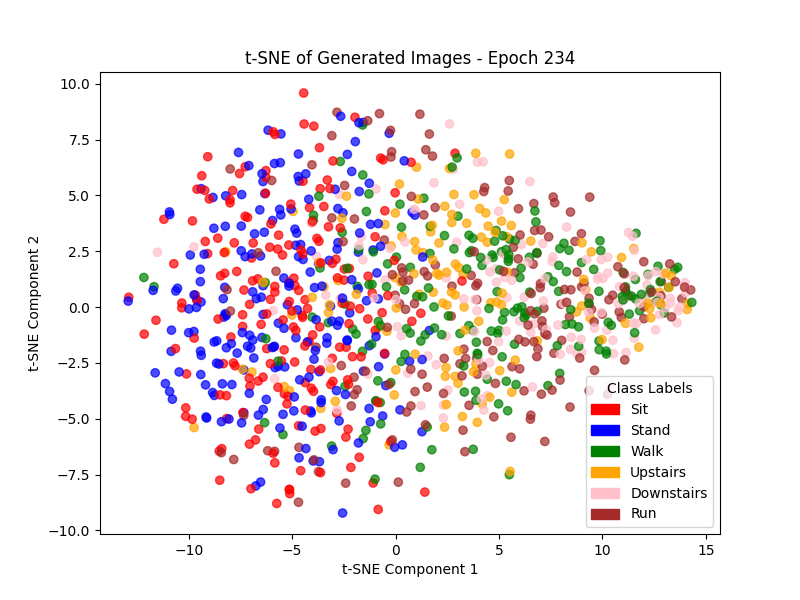 t-SNE of Generated Images - Epoch 234
t-SNE Component 2
10.0
7.5
5.0
2.5
0.0
−2.5
−5.0
−7.5
−10.0
Class Labels
Sit
Stand
Walk
Upstairs
Downstairs
Run
−10
−5
0
5
10
15
t-SNE Component 1